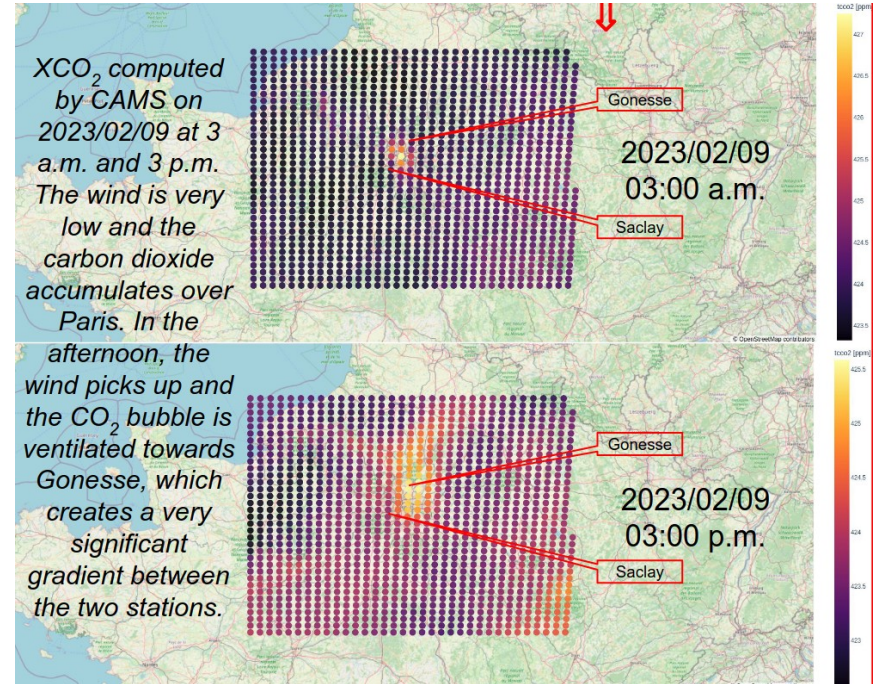 XCO2 computed
by CAMS on
2023/02/09 at 3
a.m. and 3 p.m.
The wind is very
low and the
carbon dioxide
accumulates over
Paris. In the
afternoon, the
wind picks up and
the CO2 bubble is
ventilated towards
Gonesse, which
creates a very
significant
gradient between
the two stations.
Gonesse
2023/02/09
03:00 a.m.
Saclay
© OpenStreetMap contributors
tcco2 [ppm]
427
426.5
426
425.5
425
424.5
424
423.5
Gonesse
2023/02/09
03:00 p.m.
Saclay
tcco2 [ppm]
425.5
425
424.5
424
423.5
423